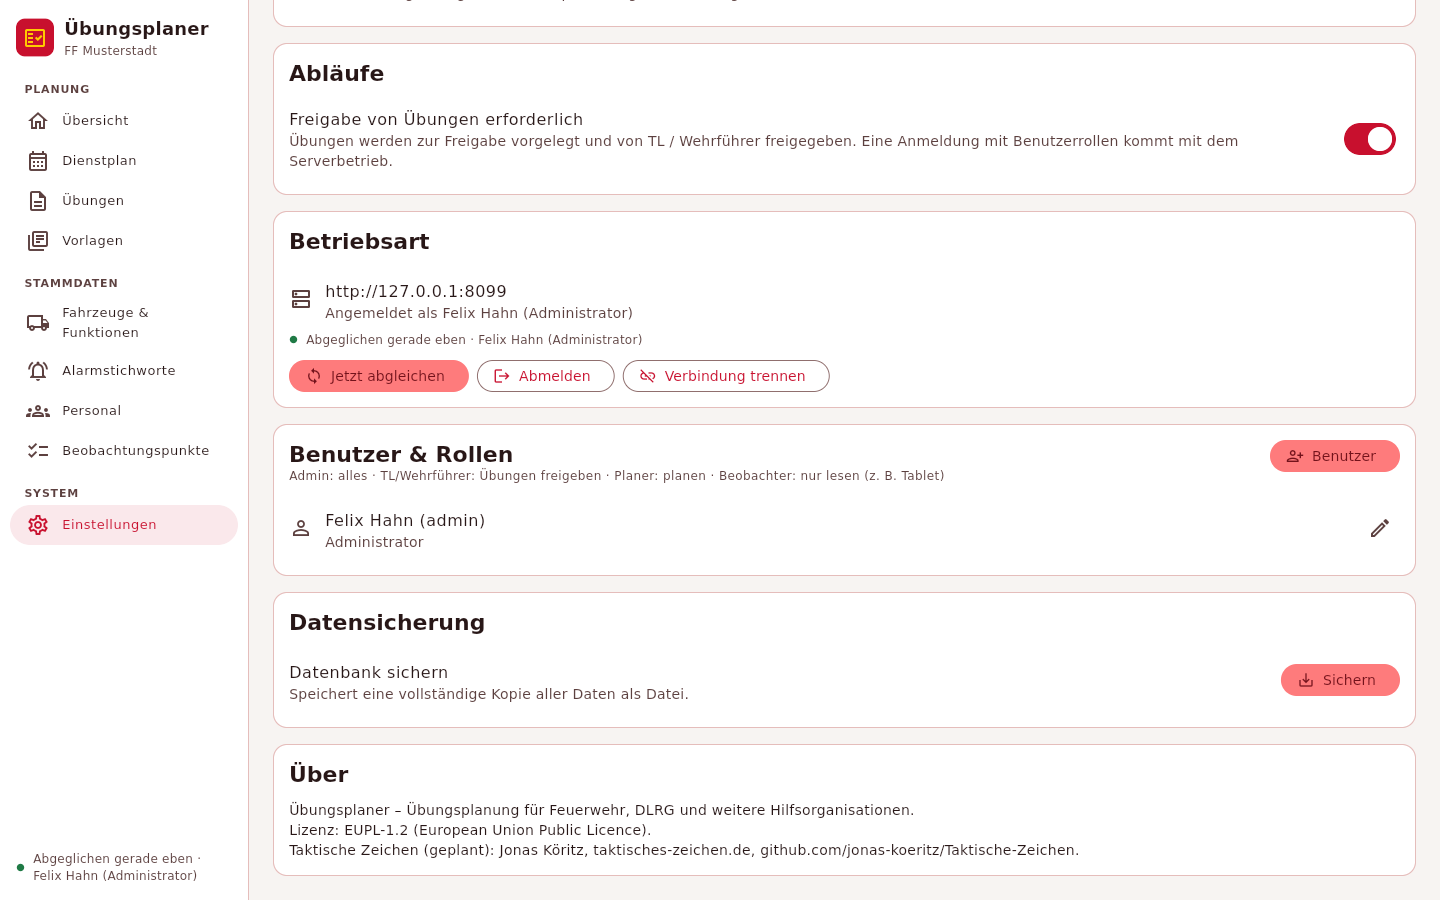 Übungsplaner
FF Musterstadt
PLANUNG
Übersicht
Dienstplan
Übungen
Vorlagen
STAMMDATEN
Fahrzeuge &
Funktionen
Alarmstichworte
Personal
Beobachtungspunkte
SYSTEM
Einstellungen
Abgeglichen gerade eben ·
Felix Hahn (Administrator)
Abläufe
Freigabe von Übungen erforderlich
Übungen werden zur Freigabe vorgelegt und von TL / Wehrführer freigegeben. Eine Anmeldung mit Benutzerrollen kommt mit dem
Serverbetrieb.
Betriebsart
http://127.0.0.1:8099
Angemeldet als Felix Hahn (Administrator)
Abgeglichen gerade eben · Felix Hahn (Administrator)
Jetzt abgleichen
Abmelden
Verbindung trennen
Benutzer & Rollen
Admin: alles · TL/Wehrführer: Übungen freigeben · Planer: planen · Beobachter: nur lesen (z. B. Tablet)
Benutzer
Felix Hahn (admin)
Administrator
Datensicherung
Datenbank sichern
Speichert eine vollständige Kopie aller Daten als Datei.
Sichern
Über
Übungsplaner – Übungsplanung für Feuerwehr, DLRG und weitere Hilfsorganisationen.
Lizenz: EUPL-1.2 (European Union Public Licence).
Taktische Zeichen (geplant): Jonas Köritz, taktisches-zeichen.de, github.com/jonas-koeritz/Taktische-Zeichen.